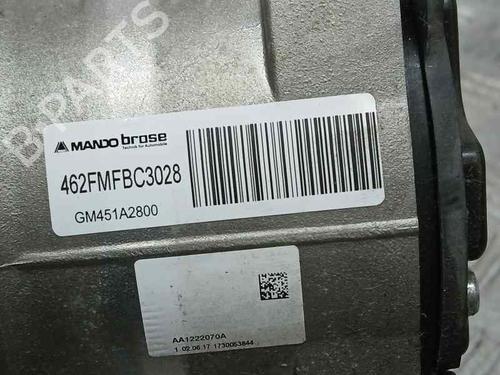 B-PARTS
MANDO brose
Technik für Automobile
462FMFBC3028
GM451A2800
AA1222070A
1 02.06.17 1730053844